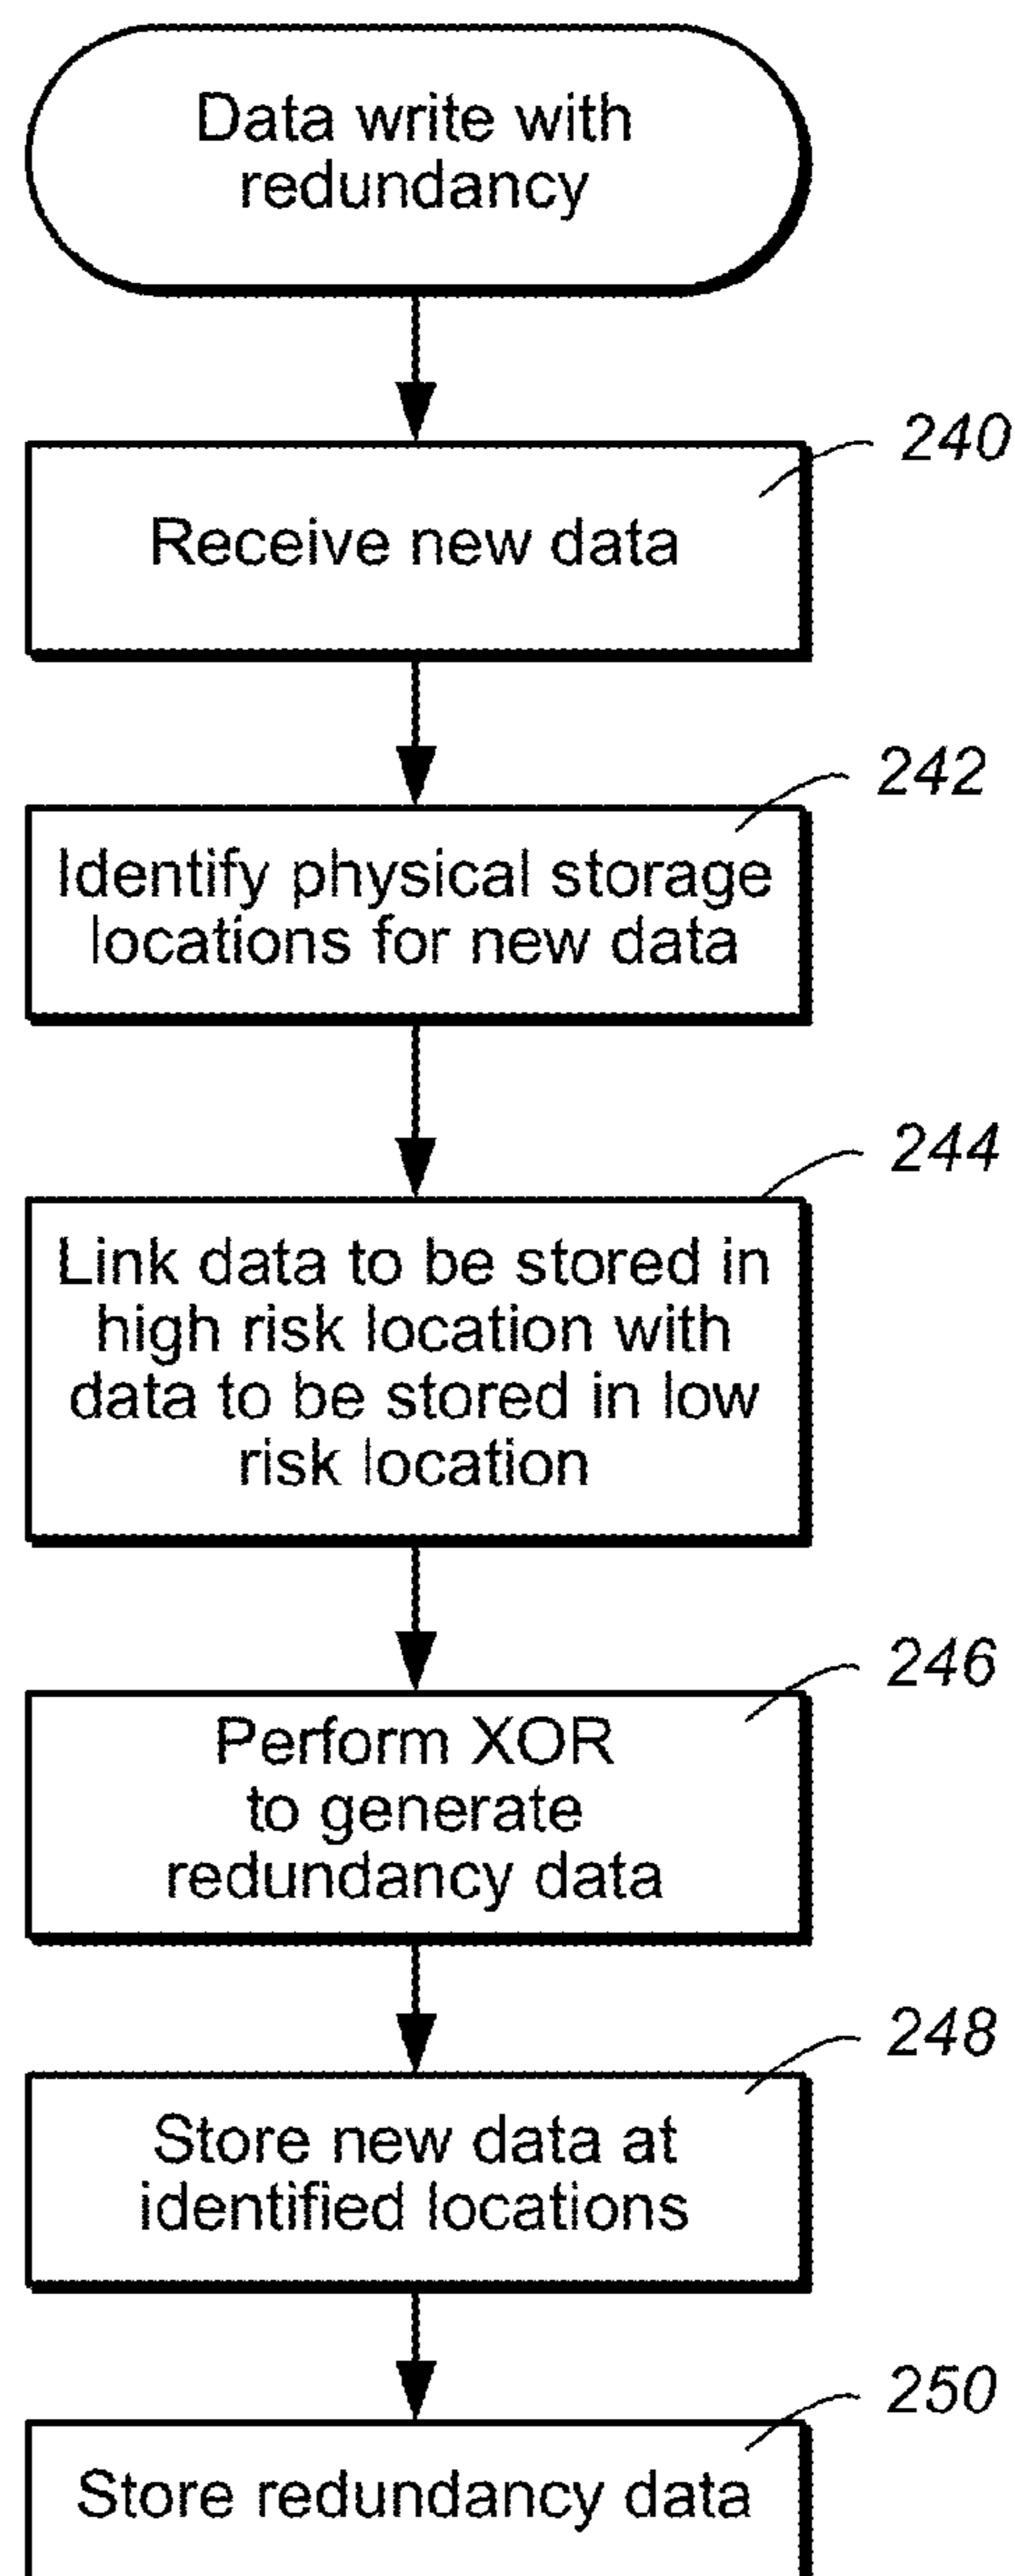 Data write with
redundancy
240
Receive new data
242
Identify physical storage
locations for new data
244
Link data to be stored in
high risk location with
data to be stored in low
risk location
246
Perform XOR
to generate
redundancy data
248
Store new data at
identified locations
250
Store redundancy data